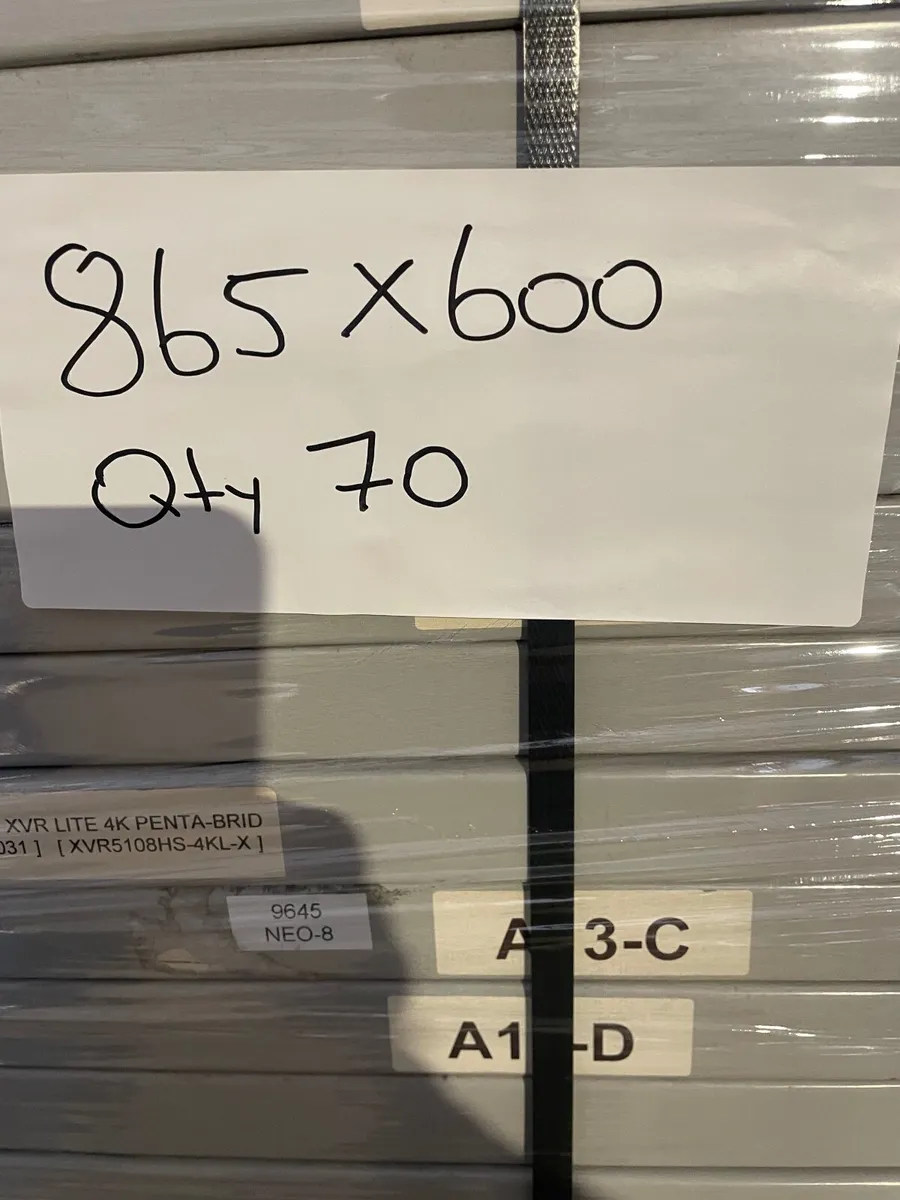 865 x 600
Qty 70
XVR LITE 4K PENTA-BRID
031 ] [ XVR5108HS-4KL-X ]
9645
NEO-8
A 3-C
A1 -D